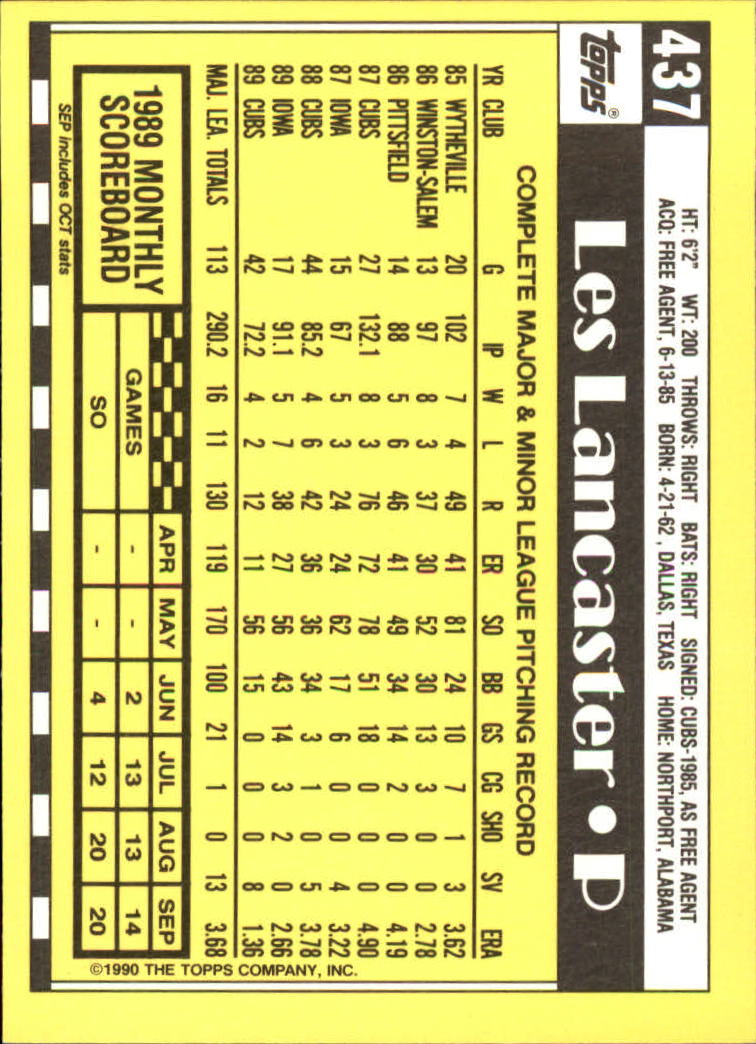 437
HT: 6'2" WT: 200 THROWS: RIGHT BATS: RIGHT SIGNED: CUBS-1985, AS FREE AGENT
ACQ: FREE AGENT, 6-13-85 BORN: 4-21-62, DALLAS, TEXAS HOME: NORTHPORT, ALABAMA
topps®
Les Lancaster • P
COMPLETE MAJOR & MINOR LEAGUE PITCHING RECORD
YR CLUB G IP W L R ER SO BB GS CG SHO SV ERA
85 WYTHEVILLE 20 102 7 4 49 41 81 24 10 7 1 3 3.62
86 WINSTON-SALEM 13 97 8 3 37 30 52 30 13 3 0 0 2.78
86 PITTSFIELD 14 88 5 6 46 41 49 34 14 2 0 0 4.19
87 CUBS 27 132.1 8 3 76 72 78 51 18 0 0 0 4.90
87 IOWA 15 67 5 3 24 24 62 17 6 0 0 4 3.22
88 CUBS 44 85.2 4 6 42 36 36 34 3 1 0 5 3.78
89 IOWA 17 91.1 5 7 38 27 56 43 14 3 2 0 2.66
89 CUBS 42 72.2 4 2 12 11 56 15 0 0 0 8 1.36
MAJ. LEA. TOTALS 113 290.2 16 11 130 119 170 100 21 1 0 13 3.68
1989 MONTHLY
SCOREBOARD
APR MAY JUN JUL AUG SEP
GAMES - - 2 13 13 14
SO - - 4 12 20 20
SEP includes OCT stats
©1990 THE TOPPS COMPANY, INC.